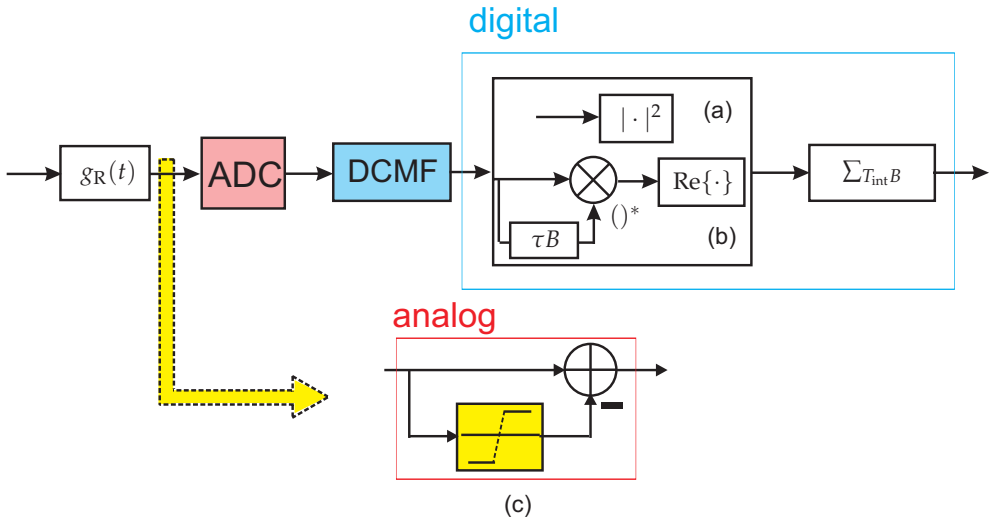 digital
g_R(t)
ADC
DCMF
| · |²
(a)
Re{·}
()*
τB
(b)
∑_{T_int B}
analog
(c)